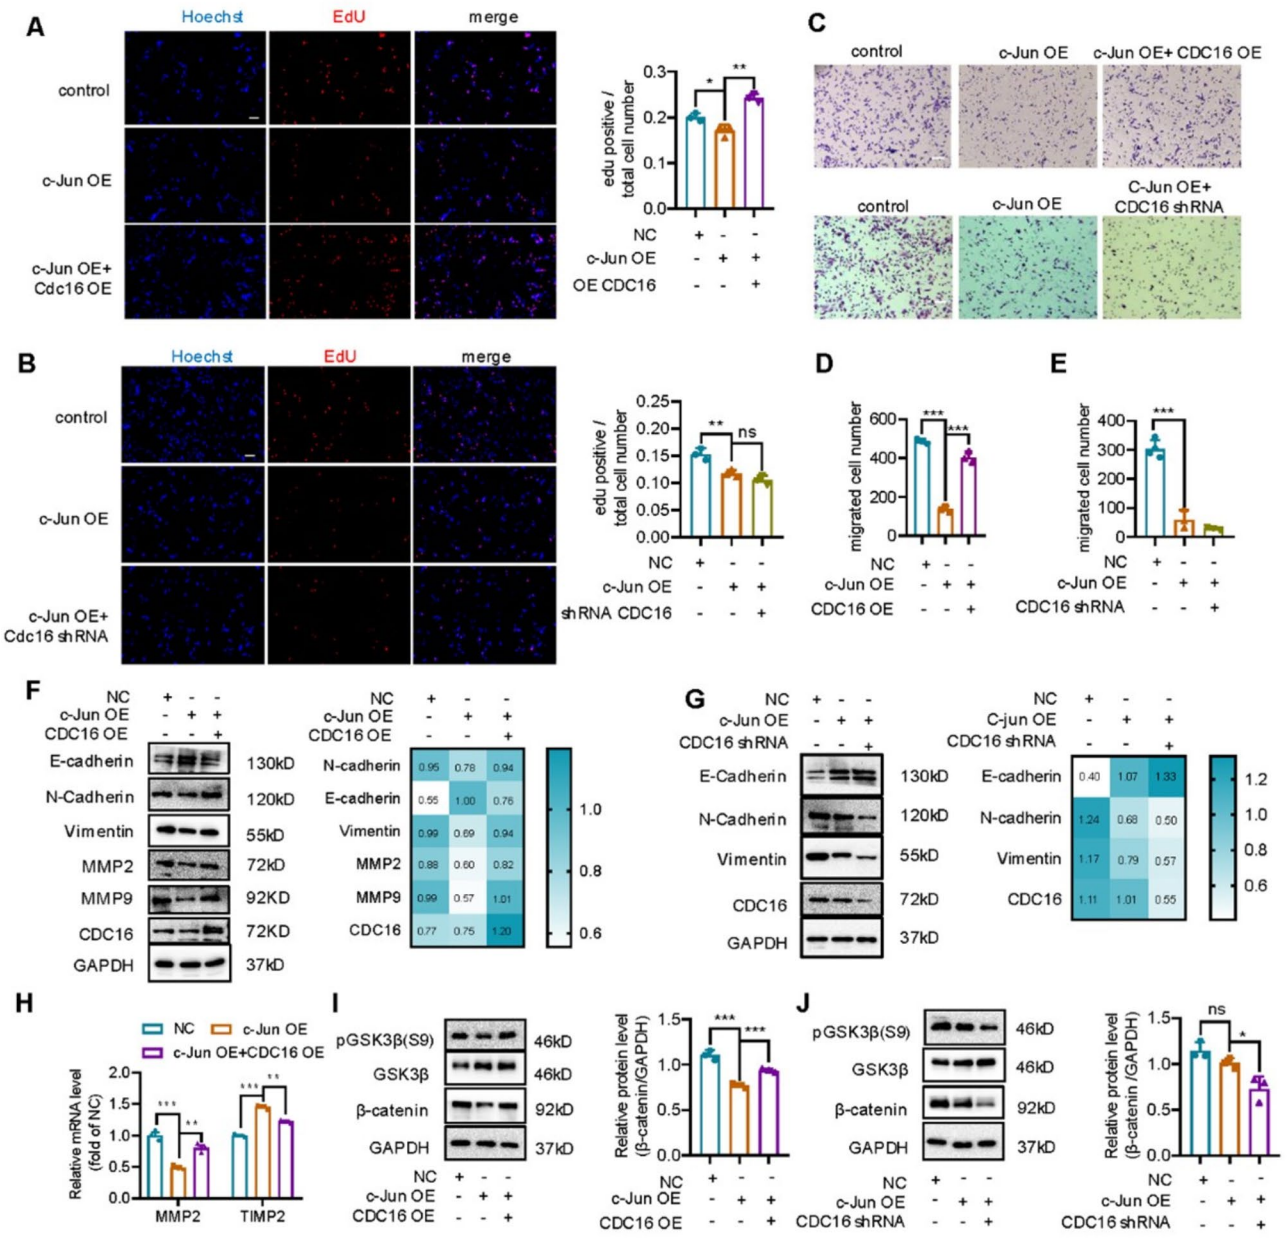 A
Hoechst EdU merge
control
c-Jun OE
c-Jun OE+
Cdc16 OE
edu positive /
total cell number
0.3
0.2
0.1
0.0
* **
NC + - -
c-Jun OE - + +
OE CDC16 - - +
B
Hoechst EdU merge
control
c-Jun OE
c-Jun OE+
Cdc16 shRNA
edu positive /
total cell number
0.25
0.20
0.15
0.10
0.05
0.00
** ns
NC + - -
c-Jun OE - + +
shRNA CDC16 - - +
C
control c-Jun OE c-Jun OE+ CDC16 OE
control c-Jun OE C-Jun OE+
CDC16 shRNA
D
migrated cell number
600
400
200
0
*** ***
NC + - -
c-Jun OE - + +
CDC16 OE - - +
E
migrated cell number
400
300
200
100
0
***
NC + - -
c-Jun OE - + +
CDC16 shRNA - - +
F
NC + - -
c-Jun OE - + +
CDC16 OE - - +
E-cadherin 130kD
N-Cadherin 120kD
Vimentin 55kD
MMP2 72kD
MMP9 92KD
CDC16 72KD
GAPDH 37kD
NC + - -
c-Jun OE - + +
CDC16 OE - - +
N-cadherin 0.95 0.78 0.94
E-cadherin 0.55 1.00 0.76
Vimentin 0.99 0.69 0.94
MMP2 0.88 0.60 0.82
MMP9 0.99 0.57 1.01
CDC16 0.77 0.75 1.20
1.0
0.8
0.6
G
NC + - -
c-Jun OE - + +
CDC16 shRNA - - +
E-Cadherin 130kD
N-Cadherin 120kD
Vimentin 55kD
CDC16 72kD
GAPDH 37kD
NC + - -
C-jun OE - + +
CDC16 shRNA - - +
E-cadherin 0.40 1.07 1.33
N-cadherin 1.24 0.68 0.50
Vimentin 1.17 0.79 0.57
CDC16 1.11 1.01 0.55
1.2
1.0
0.8
0.6
H
NC c-Jun OE
c-Jun OE+CDC16 OE
Relative mRNA level
(fold of NC)
2.0
1.5
1.0
0.5
0.0
*** ** *** **
MMP2 TIMP2
I
pGSK3β(S9) 46kD
GSK3β 46kD
β-catenin 92kD
GAPDH 37kD
NC + - -
c-Jun OE - + +
CDC16 OE - - +
Relative protein level
(β-catenin/GAPDH)
1.5
1.0
0.5
0.0
*** ***
NC + - -
c-Jun OE - + +
CDC16 OE - - +
J
pGSK3β(S9) 46kD
GSK3β 46kD
β-catenin 92kD
GAPDH 37kD
NC + - -
c-Jun OE - + +
CDC16 shRNA - - +
Relative protein level
(β-catenin /GAPDH)
1.5
1.0
0.5
0.0
ns *
NC + - -
c-Jun OE - + +
CDC16 shRNA - - +